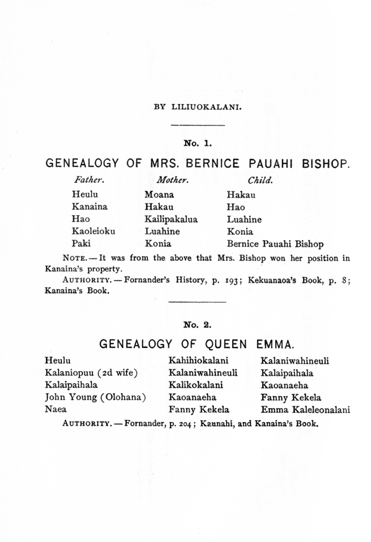 BY LILIUOKALANI.
No. 1.
GENEALOGY OF MRS. BERNICE PAUAHI BISHOP.
Father. Mother. Child.
Heulu Moana Hakau
Kanaina Hakau Hao
Hao Kailipakalua Luahine
Kaoleioku Luahine Konia
Paki Konia Bernice Pauahi Bishop
NOTE. — It was from the above that Mrs. Bishop won her position in
Kanaina's property.
AUTHORITY. — Fornander's History, p. 193; Kekuanaoa's Book, p. 8;
Kanaina's Book.
No. 2.
GENEALOGY OF QUEEN EMMA.
Heulu Kahihiokalani Kalaniwahineuli
Kalaniopuu (2d wife) Kalaniwahineuli Kalaipaihala
Kalaipaihala Kalikokalani Kaoanaeha
John Young (Olohana) Kaoanaeha Fanny Kekela
Naea Fanny Kekela Emma Kaleleonalani
AUTHORITY. — Fornander, p. 204; Kaunahi, and Kanaina's Book.